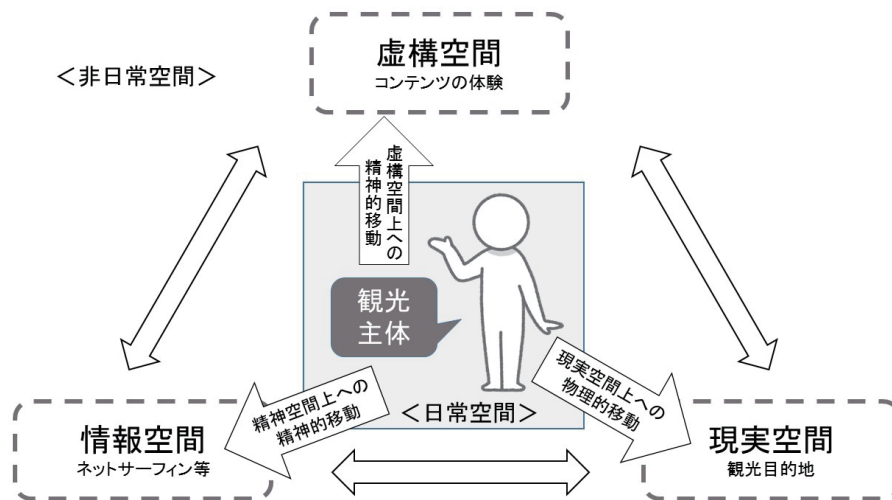 虚構空間
コンテンツの体験
＜非日常空間＞
虚構空間上への
精神的移動
観光
主体
現実空間上への
物理的移動
精神空間上への
精神的移動
＜日常空間＞
情報空間
ネットサーフィン等
現実空間
観光目的地